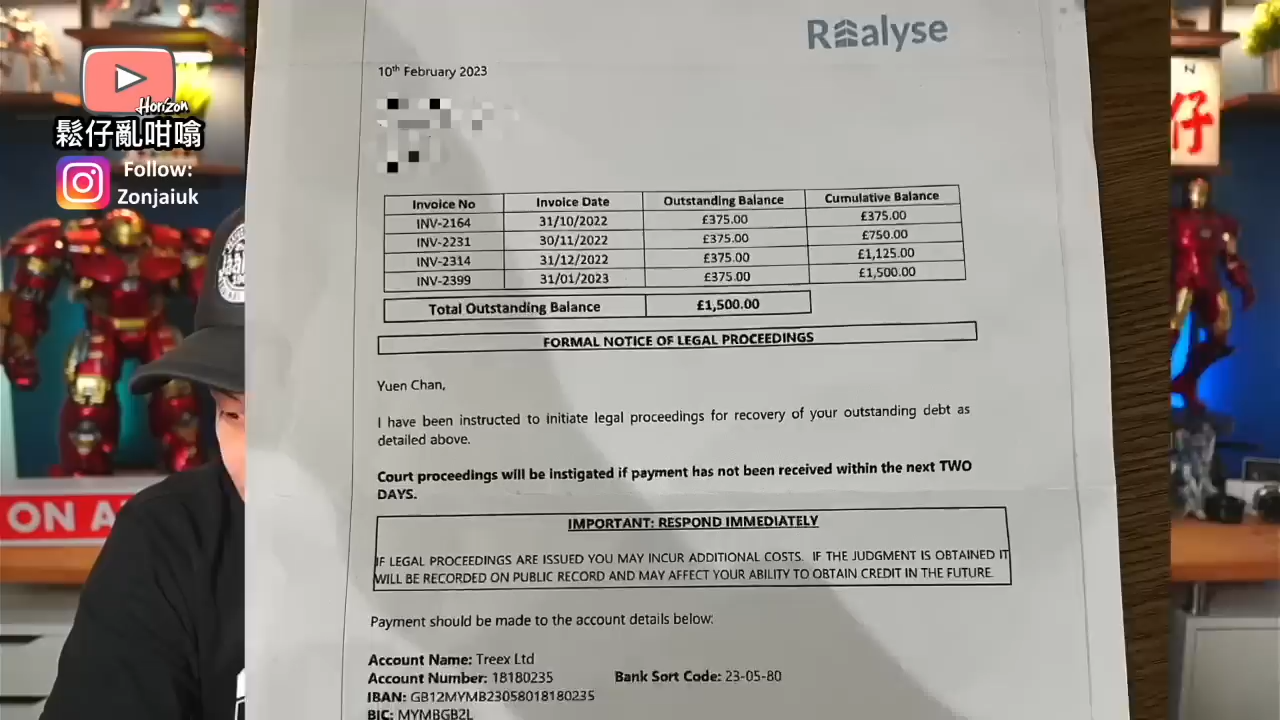 Realyse
10th February 2023
Horizon
鬆仔亂咁噏
Follow:
Zonjaiuk
N
仔
Invoice No Invoice Date Outstanding Balance Cumulative Balance
INV-2164 31/10/2022 £375.00 £375.00
INV-2231 30/11/2022 £375.00 £750.00
INV-2314 31/12/2022 £375.00 £1,125.00
INV-2399 31/01/2023 £375.00 £1,500.00
Total Outstanding Balance £1,500.00
FORMAL NOTICE OF LEGAL PROCEEDINGS
Yuen Chan,
I have been instructed to initiate legal proceedings for recovery of your outstanding debt as
detailed above.
Court proceedings will be instigated if payment has not been received within the next TWO
DAYS.
IMPORTANT: RESPOND IMMEDIATELY
IF LEGAL PROCEEDINGS ARE ISSUED YOU MAY INCUR ADDITIONAL COSTS. IF THE JUDGMENT IS OBTAINED IT
WILL BE RECORDED ON PUBLIC RECORD AND MAY AFFECT YOUR ABILITY TO OBTAIN CREDIT IN THE FUTURE.
ON A
Payment should be made to the account details below:
Account Name: Treex Ltd
Account Number: 18180235 Bank Sort Code: 23-05-80
IBAN: GB12MYMB23058018180235
BIC: MYMBGB2L